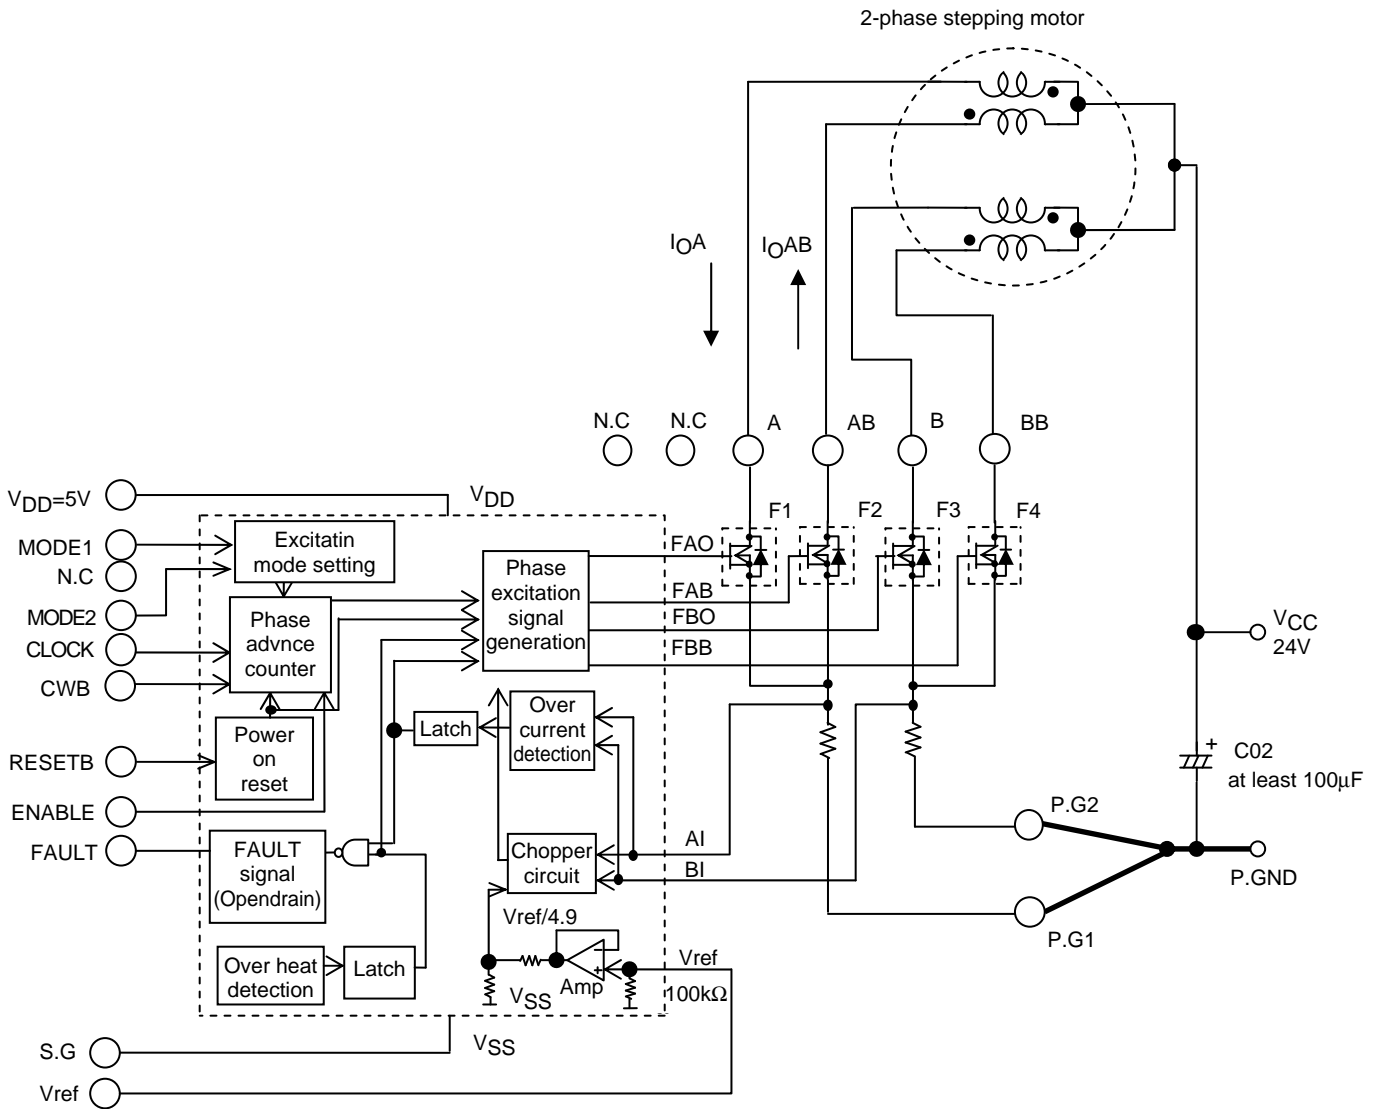 2-phase stepping motor
IOA
IOAB
N.C
N.C
A
AB
B
BB
VDD=5V
VDD
MODE1
N.C
MODE2
CLOCK
CWB
RESETB
ENABLE
FAULT
Excitatin
mode setting
Phase
advnce
counter
Power
on
reset
FAULT
signal
(Opendrain)
Over heat
detection
Latch
Latch
Phase
excitation
signal
generation
Over
current
detection
Chopper
circuit
FAO
FAB
FBO
FBB
F1
F2
F3
F4
AI
BI
Vref/4.9
Amp
VSS
Vref
100kΩ
VSS
S.G
Vref
VCC
24V
+
C02
at least 100μF
P.G2
P.G1
P.GND
-
+